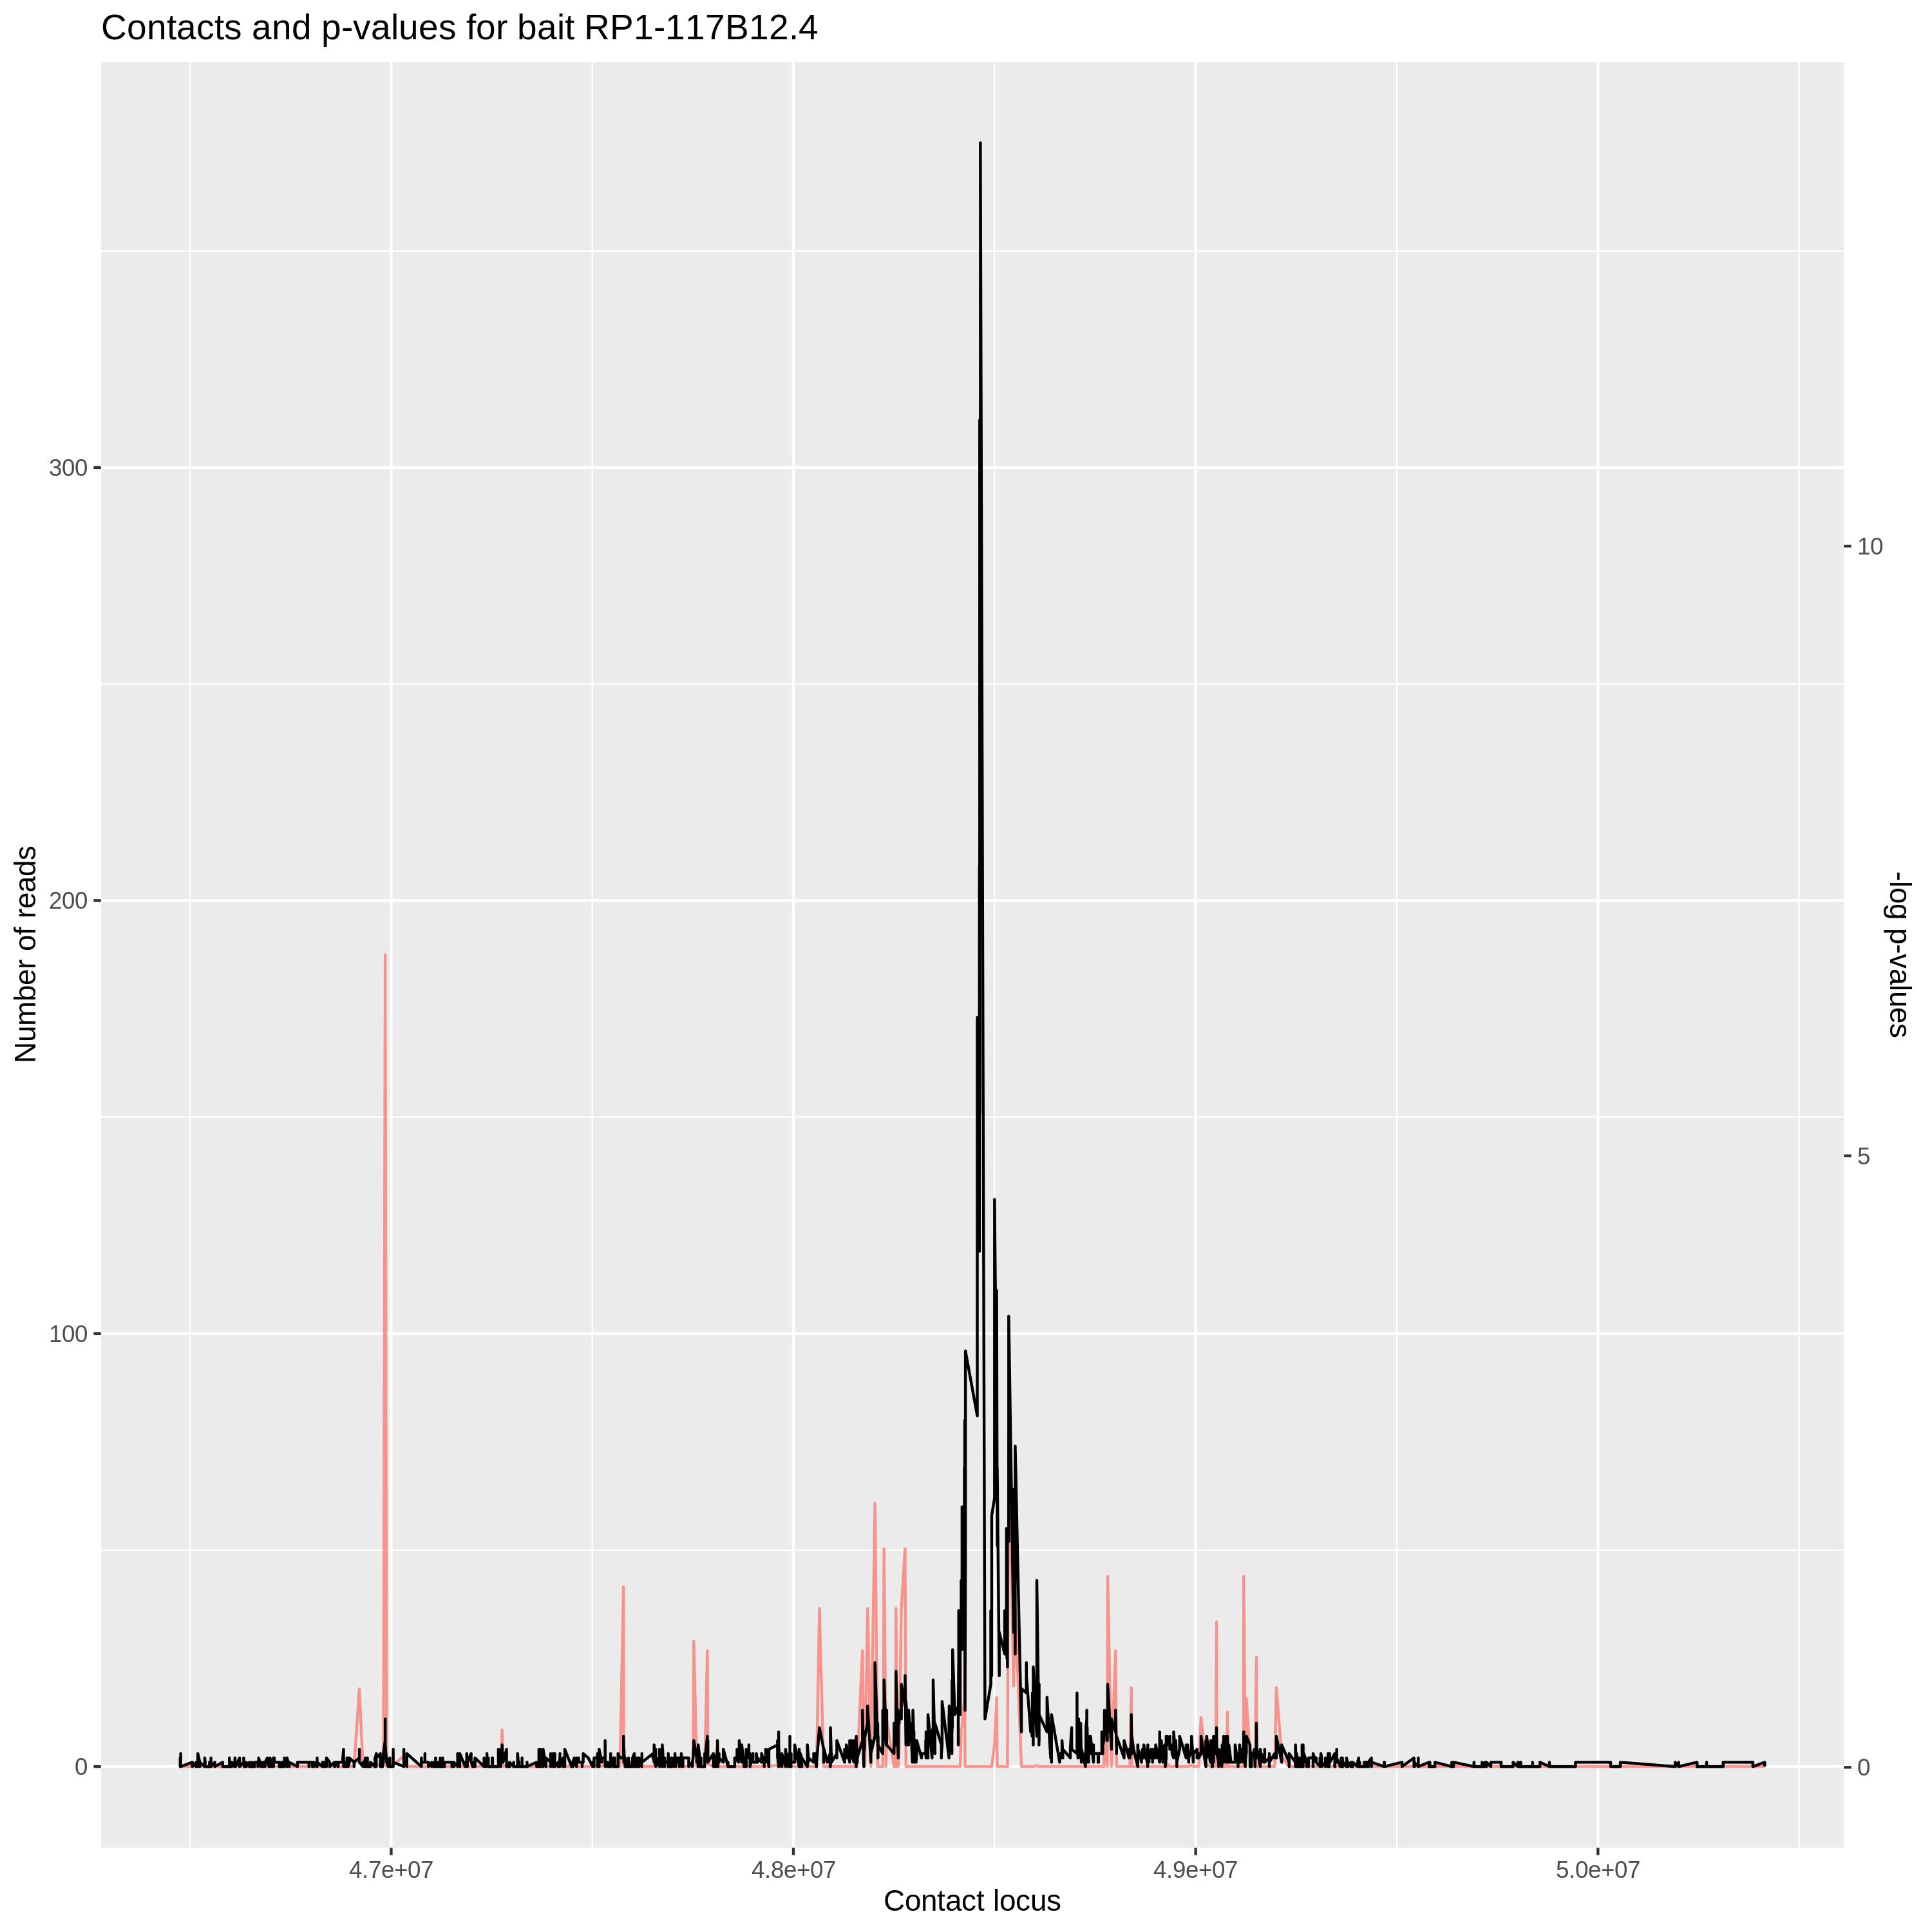 Contacts and p-values for bait RP1-117B12.4
300
200
100
0
Number of reads
10
5
0
-log p-values
4.7e+07
4.8e+07
4.9e+07
5.0e+07
Contact locus